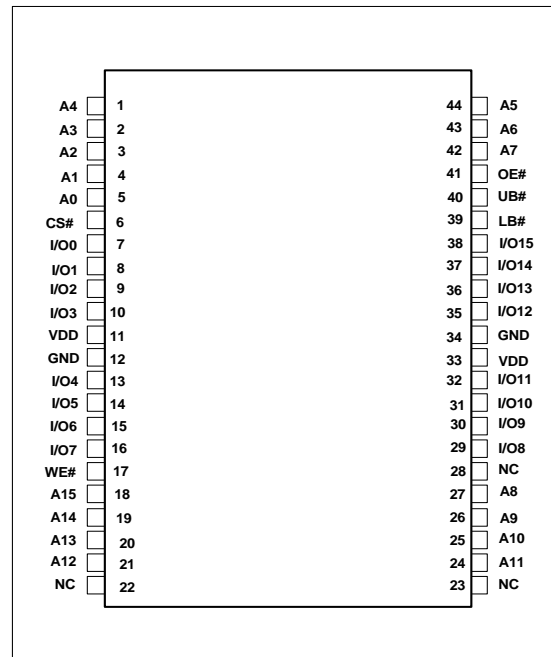 A4 1 44 A5
A3 2 43 A6
A2 3 42 A7
A1 4 41 OE#
A0 5 40 UB#
CS# 6 39 LB#
I/O0 7 38 I/O15
I/O1 8 37 I/O14
I/O2 9 36 I/O13
I/O3 10 35 I/O12
VDD 11 34 GND
GND 12 33 VDD
I/O4 13 32 I/O11
I/O5 14 31 I/O10
I/O6 15 30 I/O9
I/O7 16 29 I/O8
WE# 17 28 NC
A15 18 27 A8
A14 19 26 A9
A13 20 25 A10
A12 21 24 A11
NC 22 23 NC